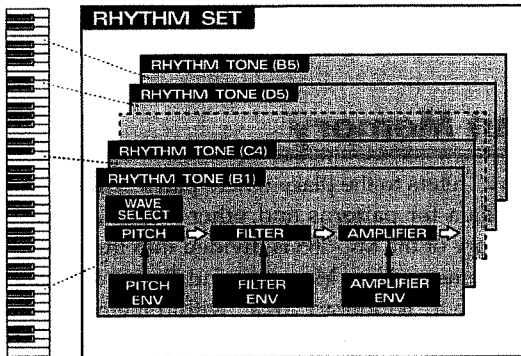 RHYTHM SET
RHYTHM TONE (B5)
RHYTHM TONE (D5)
RHYTHM TONE (C4)
RHYTHM TONE (B1)
WAVE
SELECT
PITCH
FILTER
AMPLIFIER
PITCH
ENV
FILTER
ENV
AMPLIFIER
ENV